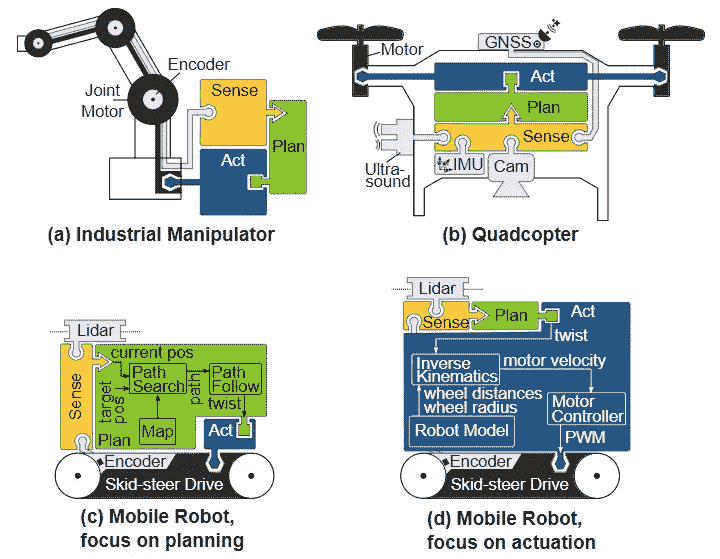 Encoder
Joint
Motor
Sense
Plan
Act
(a) Industrial Manipulator
GNSS
Motor
Act
Plan
Sense
Ultra-
sound
IMU
Cam
(b) Quadcopter
Lidar
current pos
Path
Search
Path
Follow
path
twist
target
pos
Map
Sense
Plan
Act
Encoder
Skid-steer Drive
(c) Mobile Robot,
focus on planning
Lidar
Sense
Plan
Act
twist
Inverse
Kinematics
motor velocity
wheel distances
wheel radius
Robot Model
Motor
Controller
PWM
Encoder
Skid-steer Drive
(d) Mobile Robot,
focus on actuation